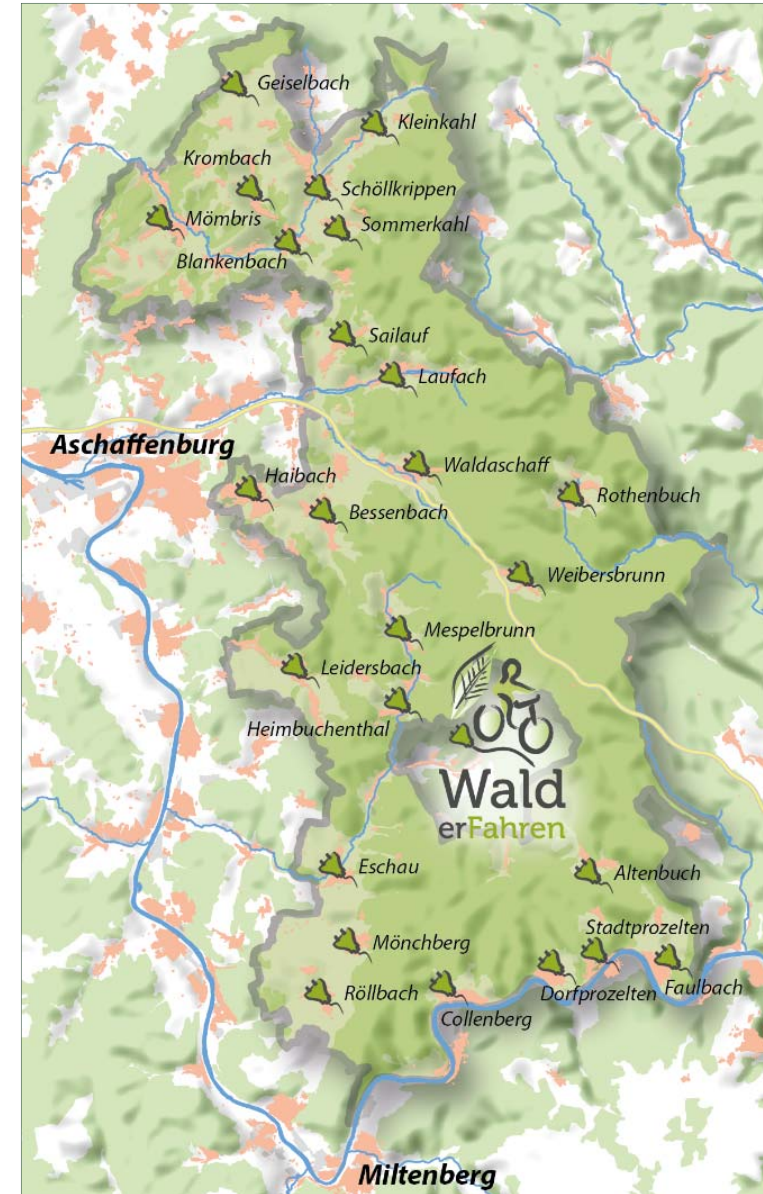 Geiselbach
Kleinkahl
Krombach
Schöllkrippen
Mömbris
Sommerkahl
Blankenbach
Sailauf
Laufach
Aschaffenburg
Waldaschaff
Haibach
Rothenbuch
Bessenbach
Weibersbrunn
Mespelbrunn
Leidersbach
Heimbuchenthal
Wald
erFahren
Eschau
Altenbuch
Stadtprozelten
Mönchberg
Faulbach
Röllbach
Dorfprozelten
Collenberg
Miltenberg